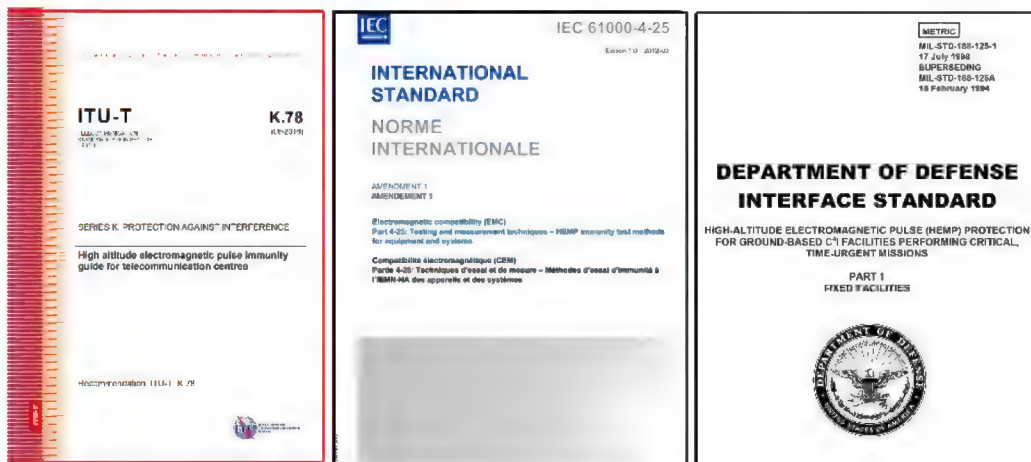 ITU-T
K.78
SERIES K: PROTECTION AGAINST INTERFERENCE
High altitude electromagnetic pulse immunity
guide for telecommunication centres
Recommendation ITU-T K.78
ITU-T
IEC
IEC 61000-4-25
INTERNATIONAL
STANDARD
NORME
INTERNATIONALE
AMENDMENT 1
AMENDEMENT 1
Electromagnetic compatibility (EMC)
Part 4-25: Testing and measurement techniques – HEMP immunity test methods
for equipment and systems
Compatibilité électromagnétique (CEM)
Partie 4-25: Techniques d'essai et de mesure – Méthodes d'essai d'immunité à
l'IEMN-HA des appareils et des systèmes
METRIC
MIL-STD-188-125-1
17 July 1998
SUPERSEDING
MIL-STD-188-125A
15 February 1994
DEPARTMENT OF DEFENSE
INTERFACE STANDARD
HIGH-ALTITUDE ELECTROMAGNETIC PULSE (HEMP) PROTECTION
FOR GROUND-BASED C⁴I FACILITIES PERFORMING CRITICAL,
TIME-URGENT MISSIONS
PART 1
FIXED FACILITIES
DEPARTMENT OF DEFENSE
UNITED STATES OF AMERICA